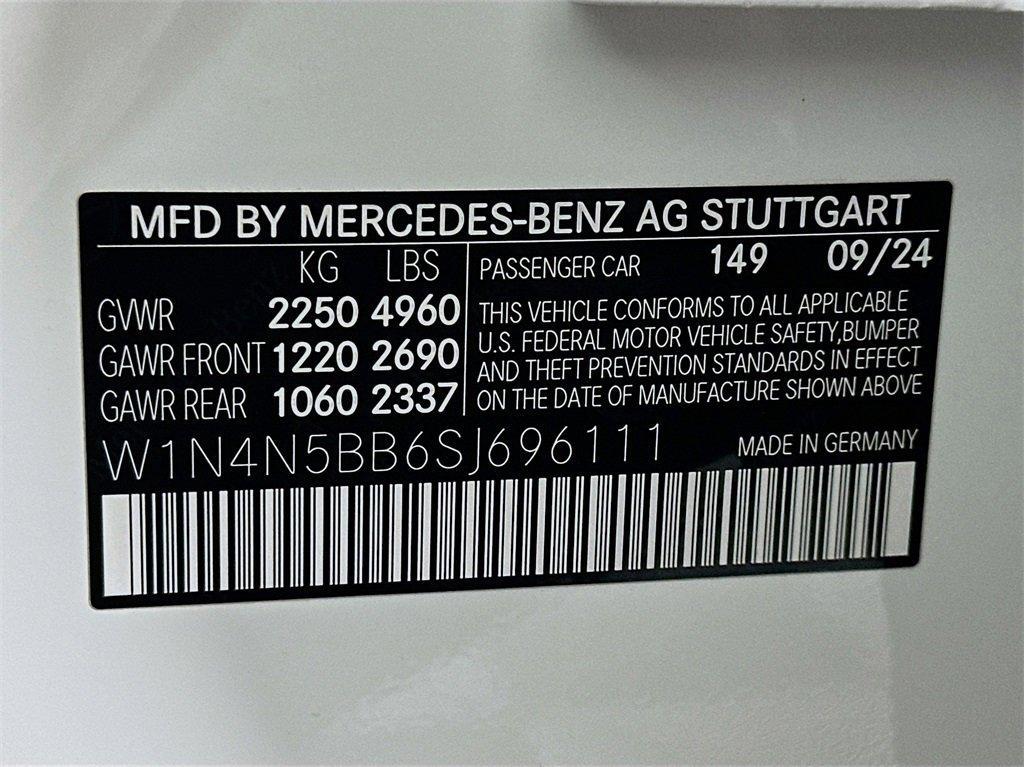 MFD BY MERCEDES-BENZ AG STUTTGART
KG LBS
GVWR 2250 4960
GAWR FRONT 1220 2690
GAWR REAR 1060 2337
PASSENGER CAR 149 09/24
THIS VEHICLE CONFORMS TO ALL APPLICABLE
U.S. FEDERAL MOTOR VEHICLE SAFETY,BUMPER
AND THEFT PREVENTION STANDARDS IN EFFECT
ON THE DATE OF MANUFACTURE SHOWN ABOVE
W1N4N5BB6SJ696111
MADE IN GERMANY